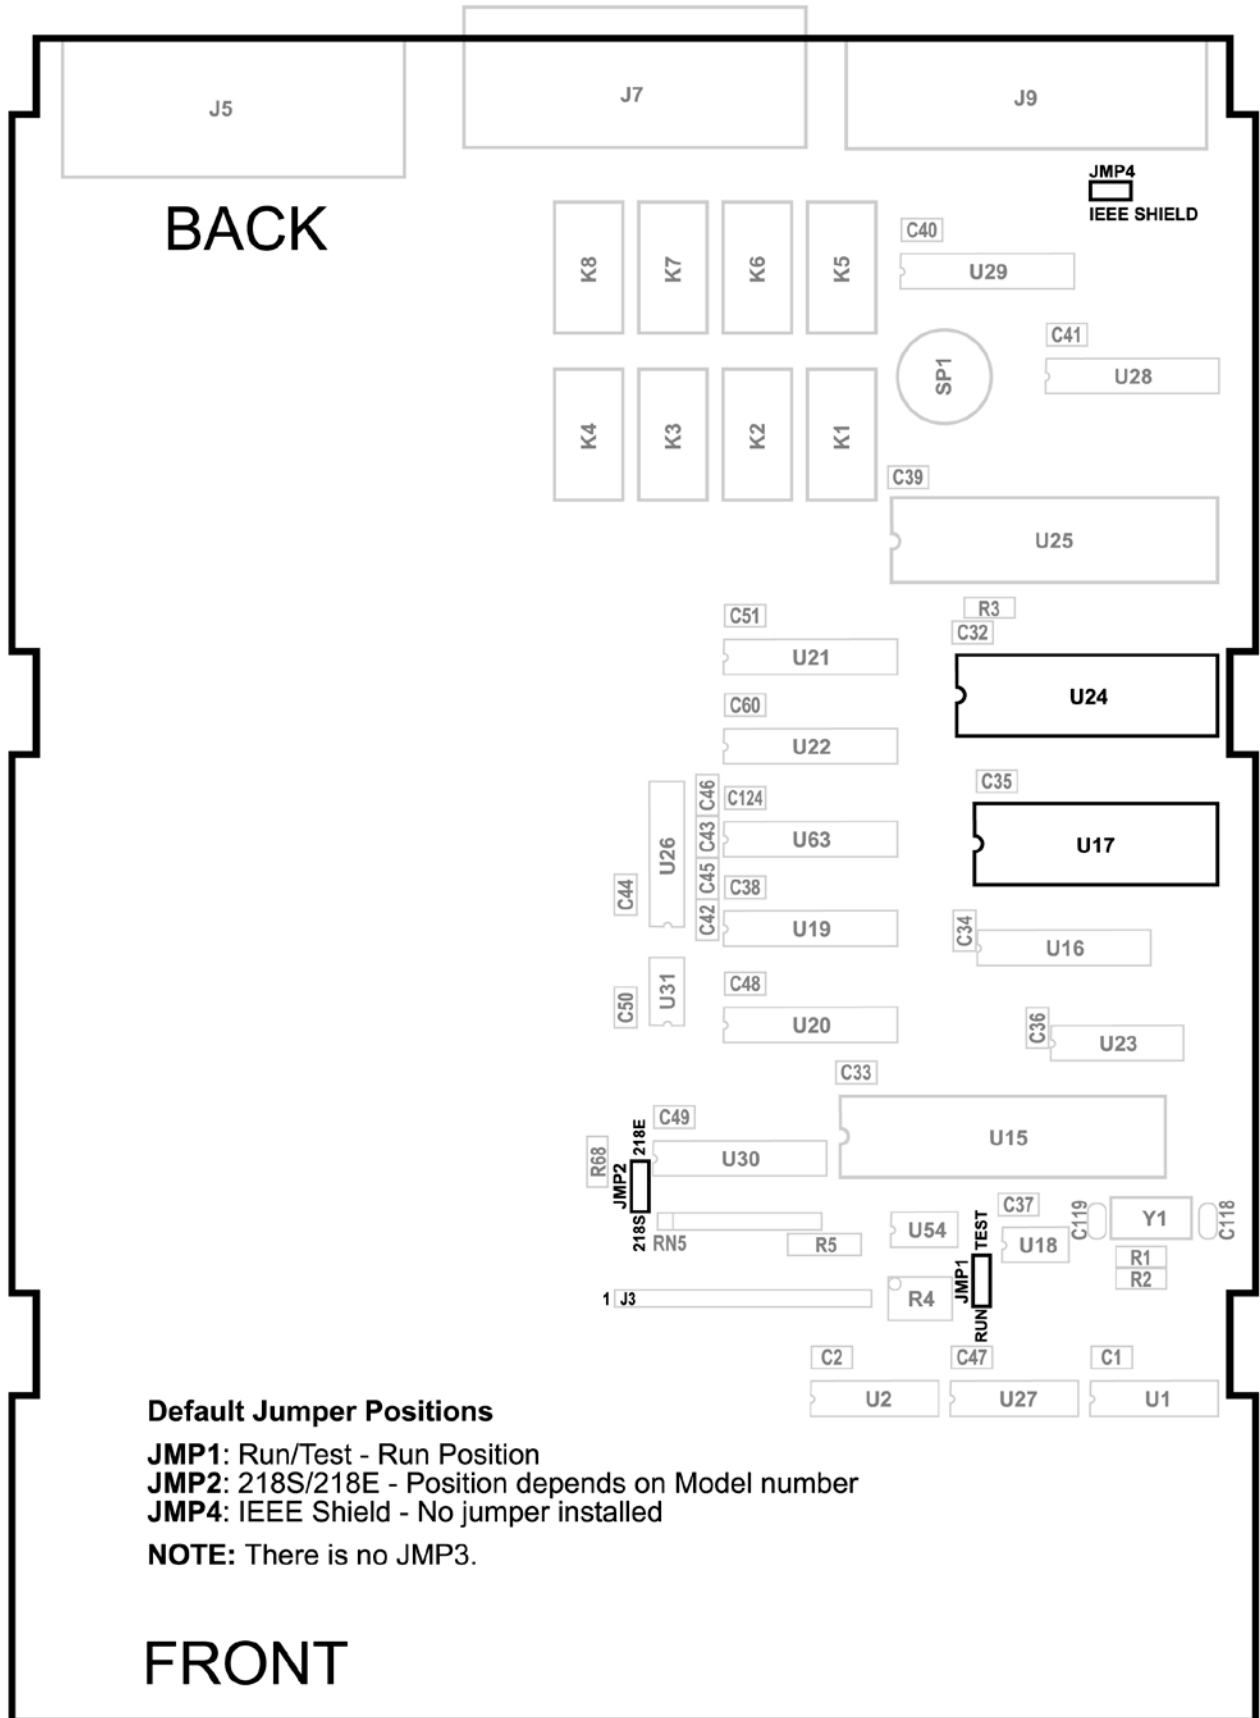 J5
J7
J9
JMP4
IEEE SHIELD
BACK
K8
K7
K6
K5
C40
U29
C41
U28
SP1
K4
K3
K2
K1
C39
U25
R3
C32
C51
U21
U24
C60
U22
C35
C46
C124
C43
U63
U17
U26
C45
C38
C44
C42
U19
C34
U16
U31
C50
C48
U20
C36
U23
C33
C49
U15
R68
JMP2
218E
218S
U30
RN5
R5
U54
C37
U18
JMP1
TEST
RUN
C119
Y1
C118
R1
R2
1 J3
R4
C2
C47
C1
U2
U27
U1
Default Jumper Positions
JMP1: Run/Test - Run Position
JMP2: 218S/218E - Position depends on Model number
JMP4: IEEE Shield - No jumper installed
NOTE: There is no JMP3.
FRONT